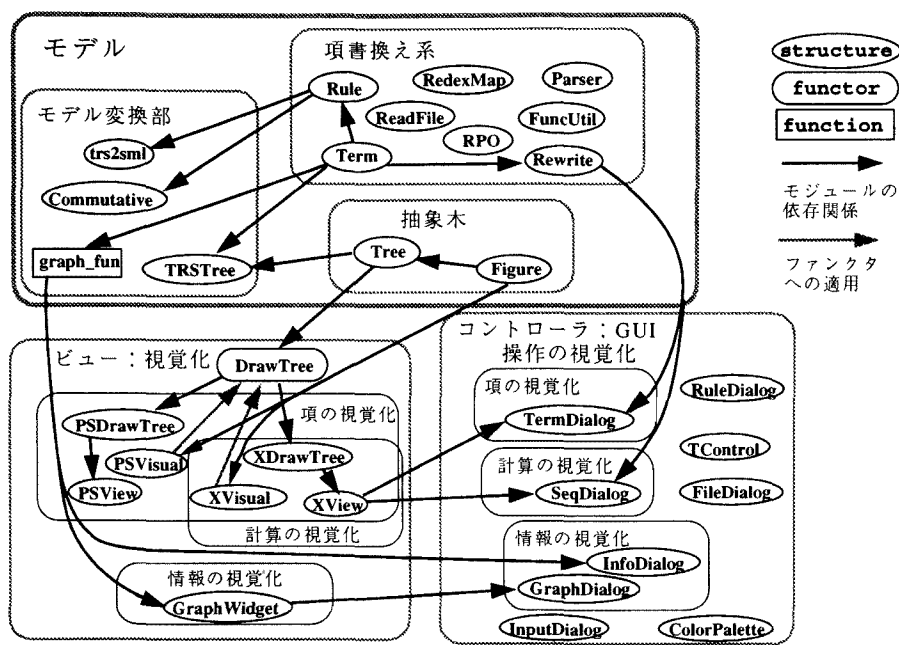 モデル
項書換え系
Rule
RedexMap
Parser
ReadFile
FuncUtil
RPO
Term
Rewrite
モデル変換部
trs2sml
Commutative
graph_fun
TRSTree
抽象木
Tree
Figure
structure
functor
function
モジュールの
依存関係
ファンクタ
への適用
ビュー：視覚化
DrawTree
項の視覚化
PSDrawTree
PSVisual
PSView
XDrawTree
XVisual
XView
計算の視覚化
情報の視覚化
GraphWidget
コントローラ：GUI
操作の視覚化
項の視覚化
TermDialog
計算の視覚化
SeqDialog
情報の視覚化
InfoDialog
GraphDialog
RuleDialog
TControl
FileDialog
InputDialog
ColorPalette